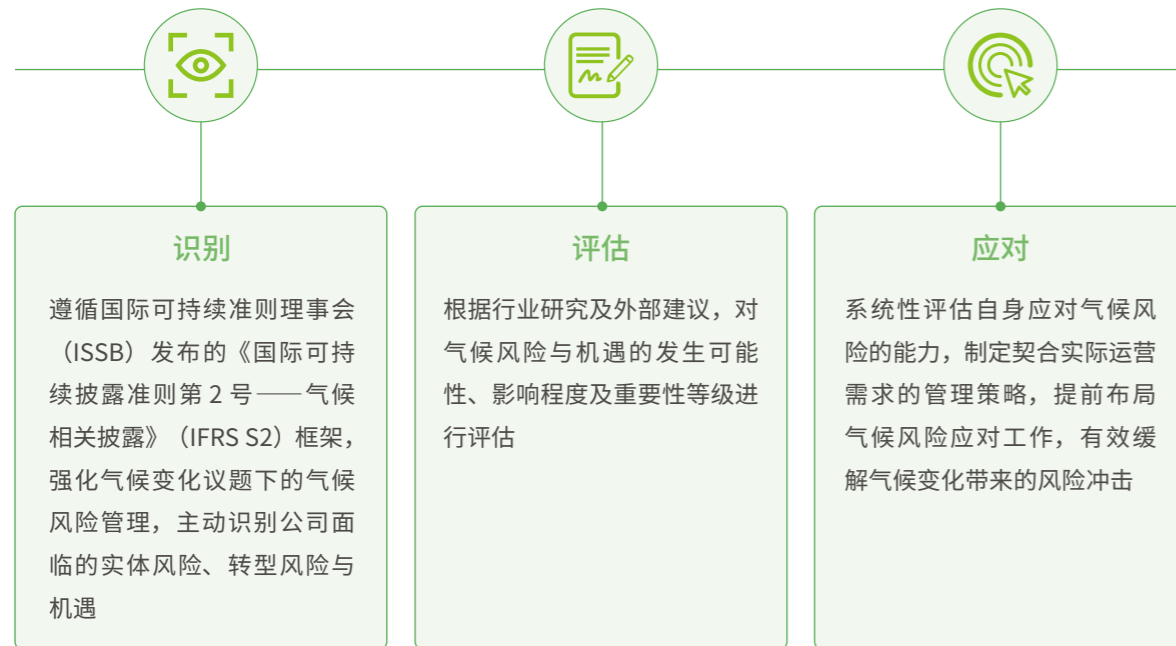 识别
遵循国际可持续准则理事会
（ISSB）发布的《国际可持
续披露准则第 2 号——气候
相关披露》（IFRS S2）框架，
强化气候变化议题下的气候
风险管理，主动识别公司面
临的实体风险、转型风险与
机遇
评估
根据行业研究及外部建议，对
气候风险与机遇的发生可能
性、影响程度及重要性等级进
行评估
应对
系统性评估自身应对气候风
险的能力，制定契合实际运营
需求的管理策略，提前布局
气候风险应对工作，有效缓
解气候变化带来的风险冲击